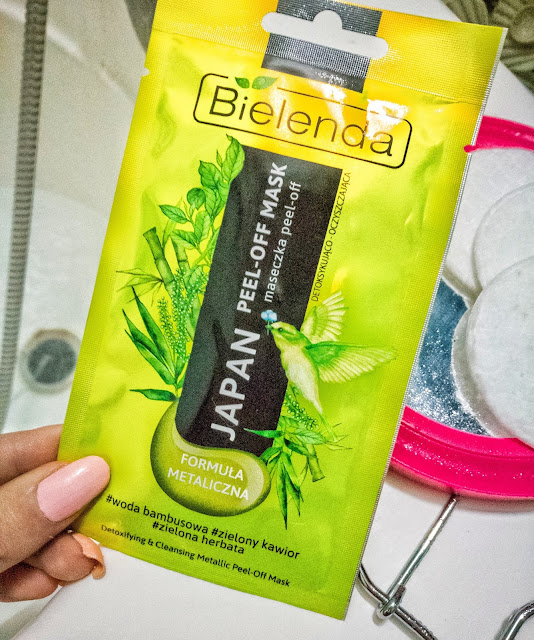 Bielenda
JAPAN PEEL-OFF MASK
maseczka peel-off
DETOKSYKUJĄCO - OCZYSZCZAJĄCA
FORMUŁA
METALICZNA
#woda bambusowa #zielony kawior
#zielona herbata
Detoxifying & Cleansing Metallic Peel-Off Mask